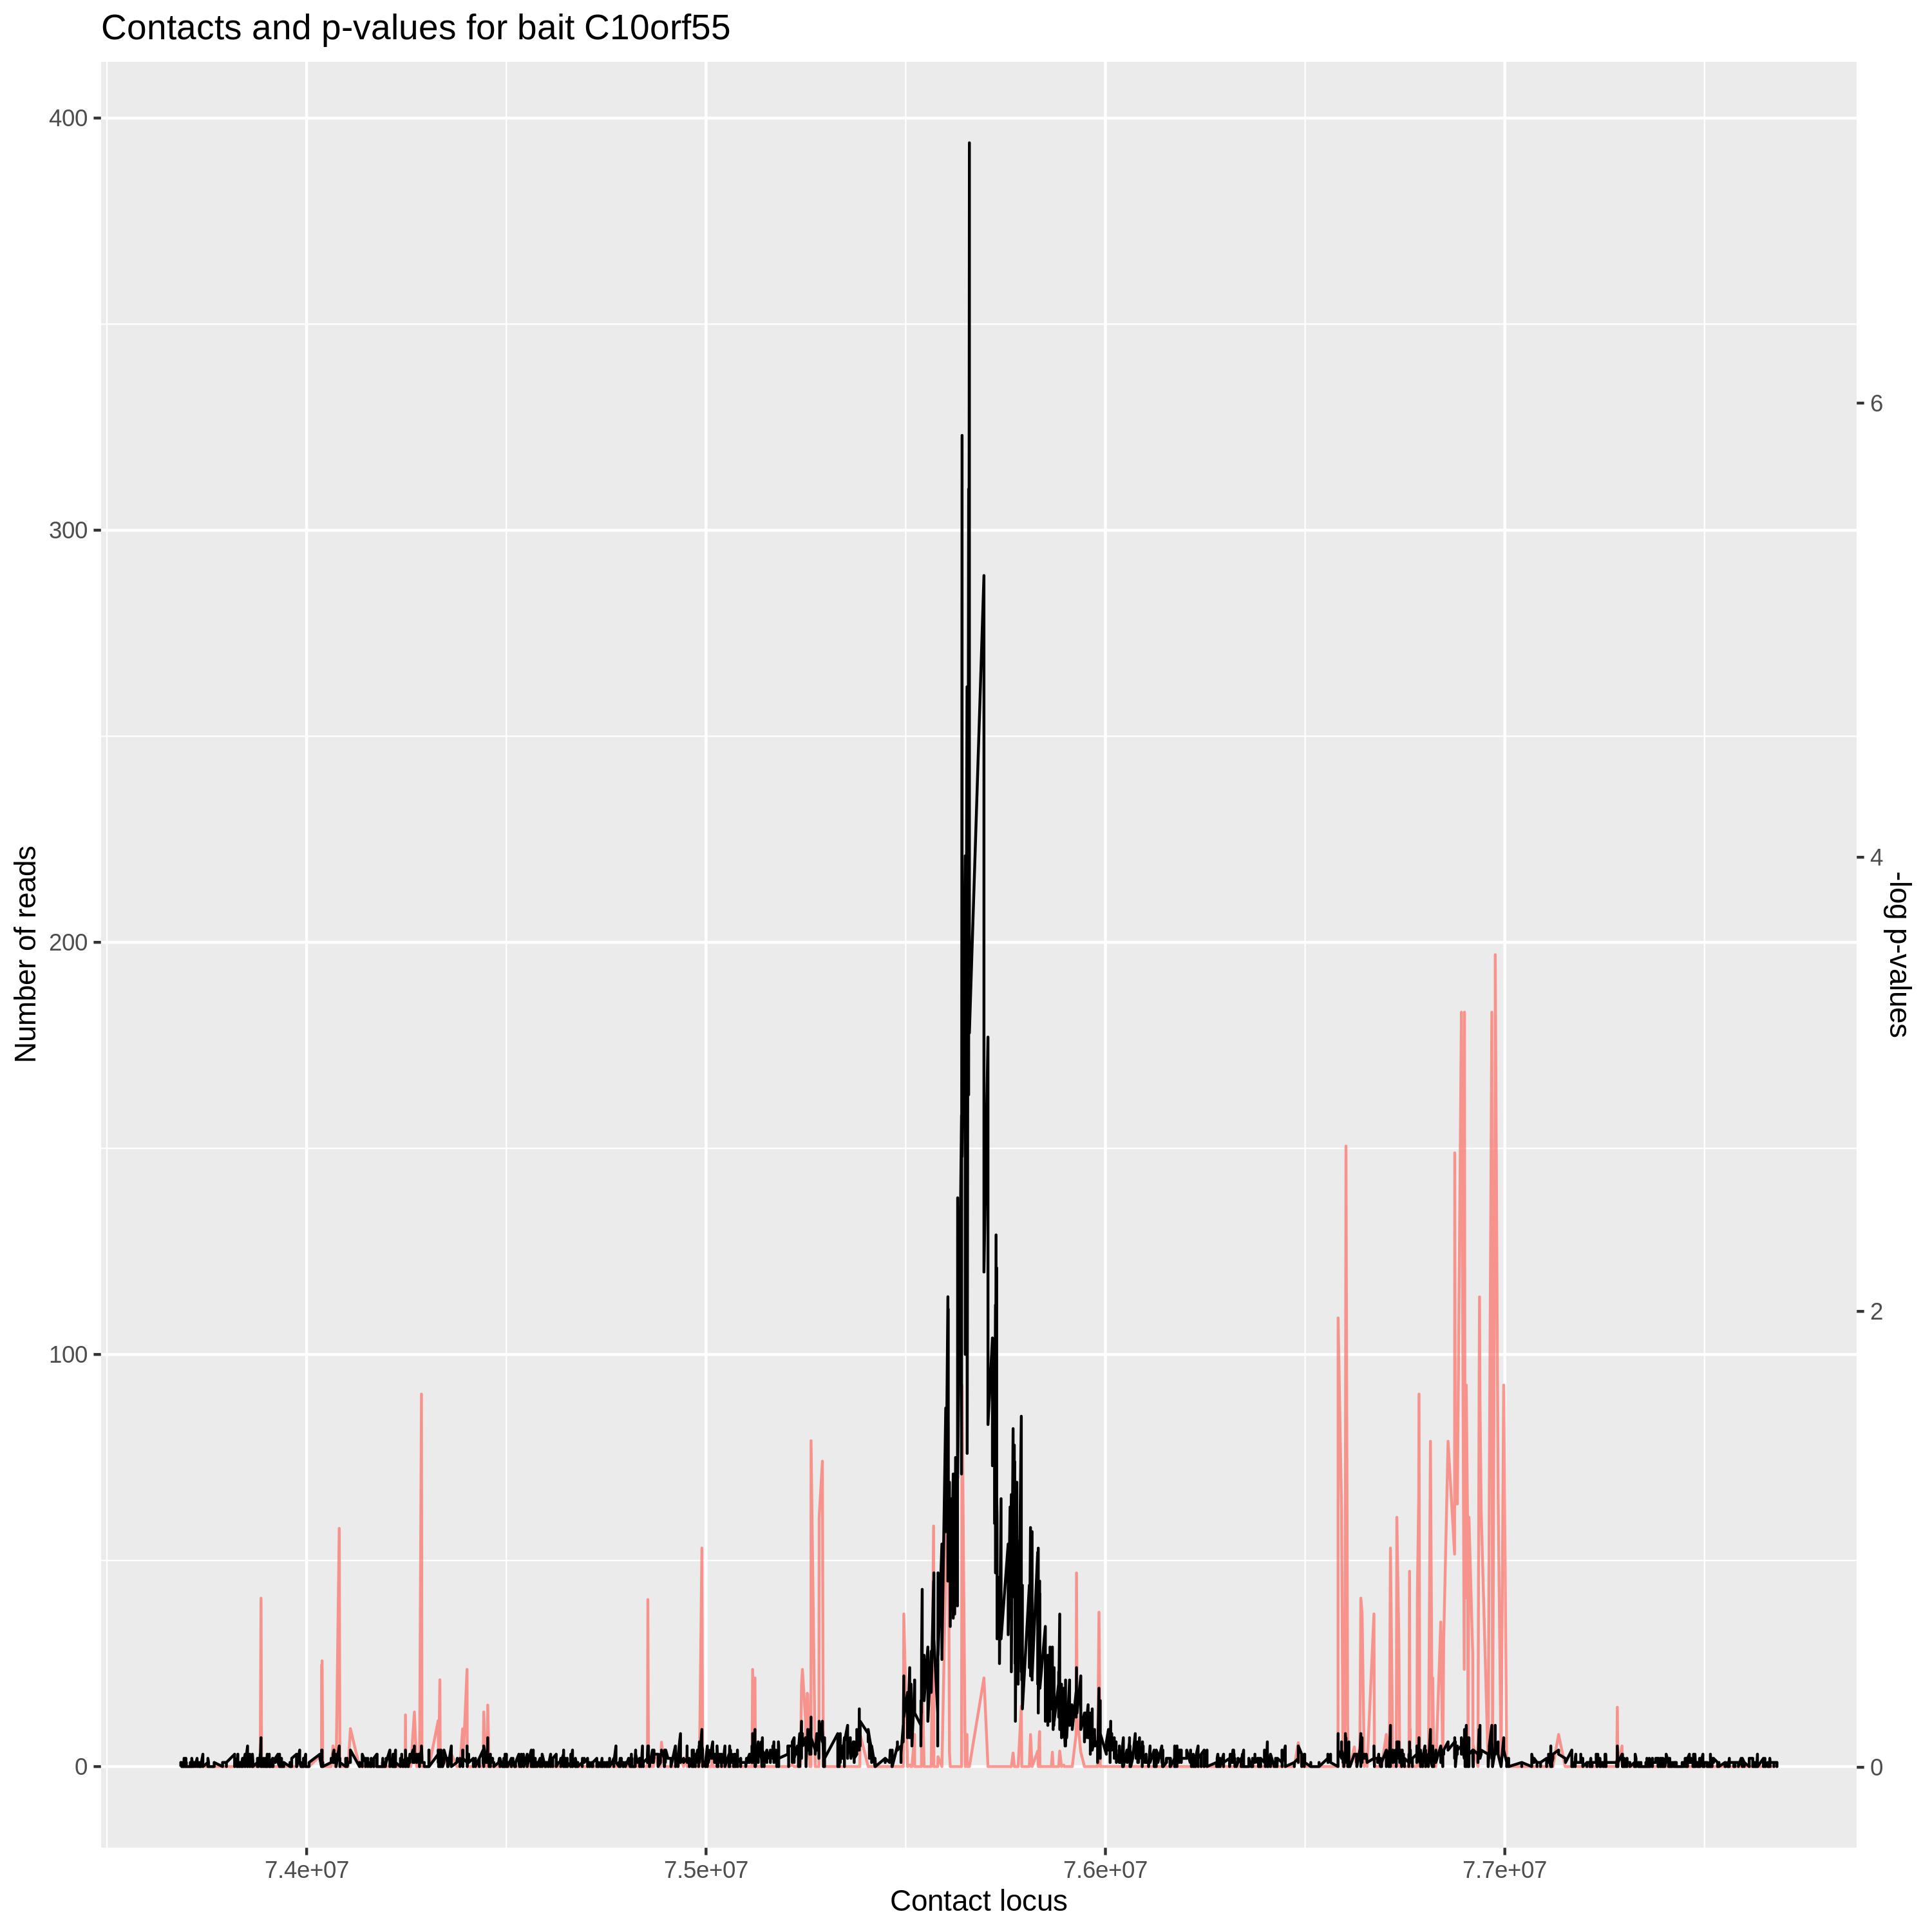 Contacts and p-values for bait C10orf55
400
300
200
100
0
Number of reads
6
4
2
0
-log p-values
7.4e+07
7.5e+07
7.6e+07
7.7e+07
Contact locus